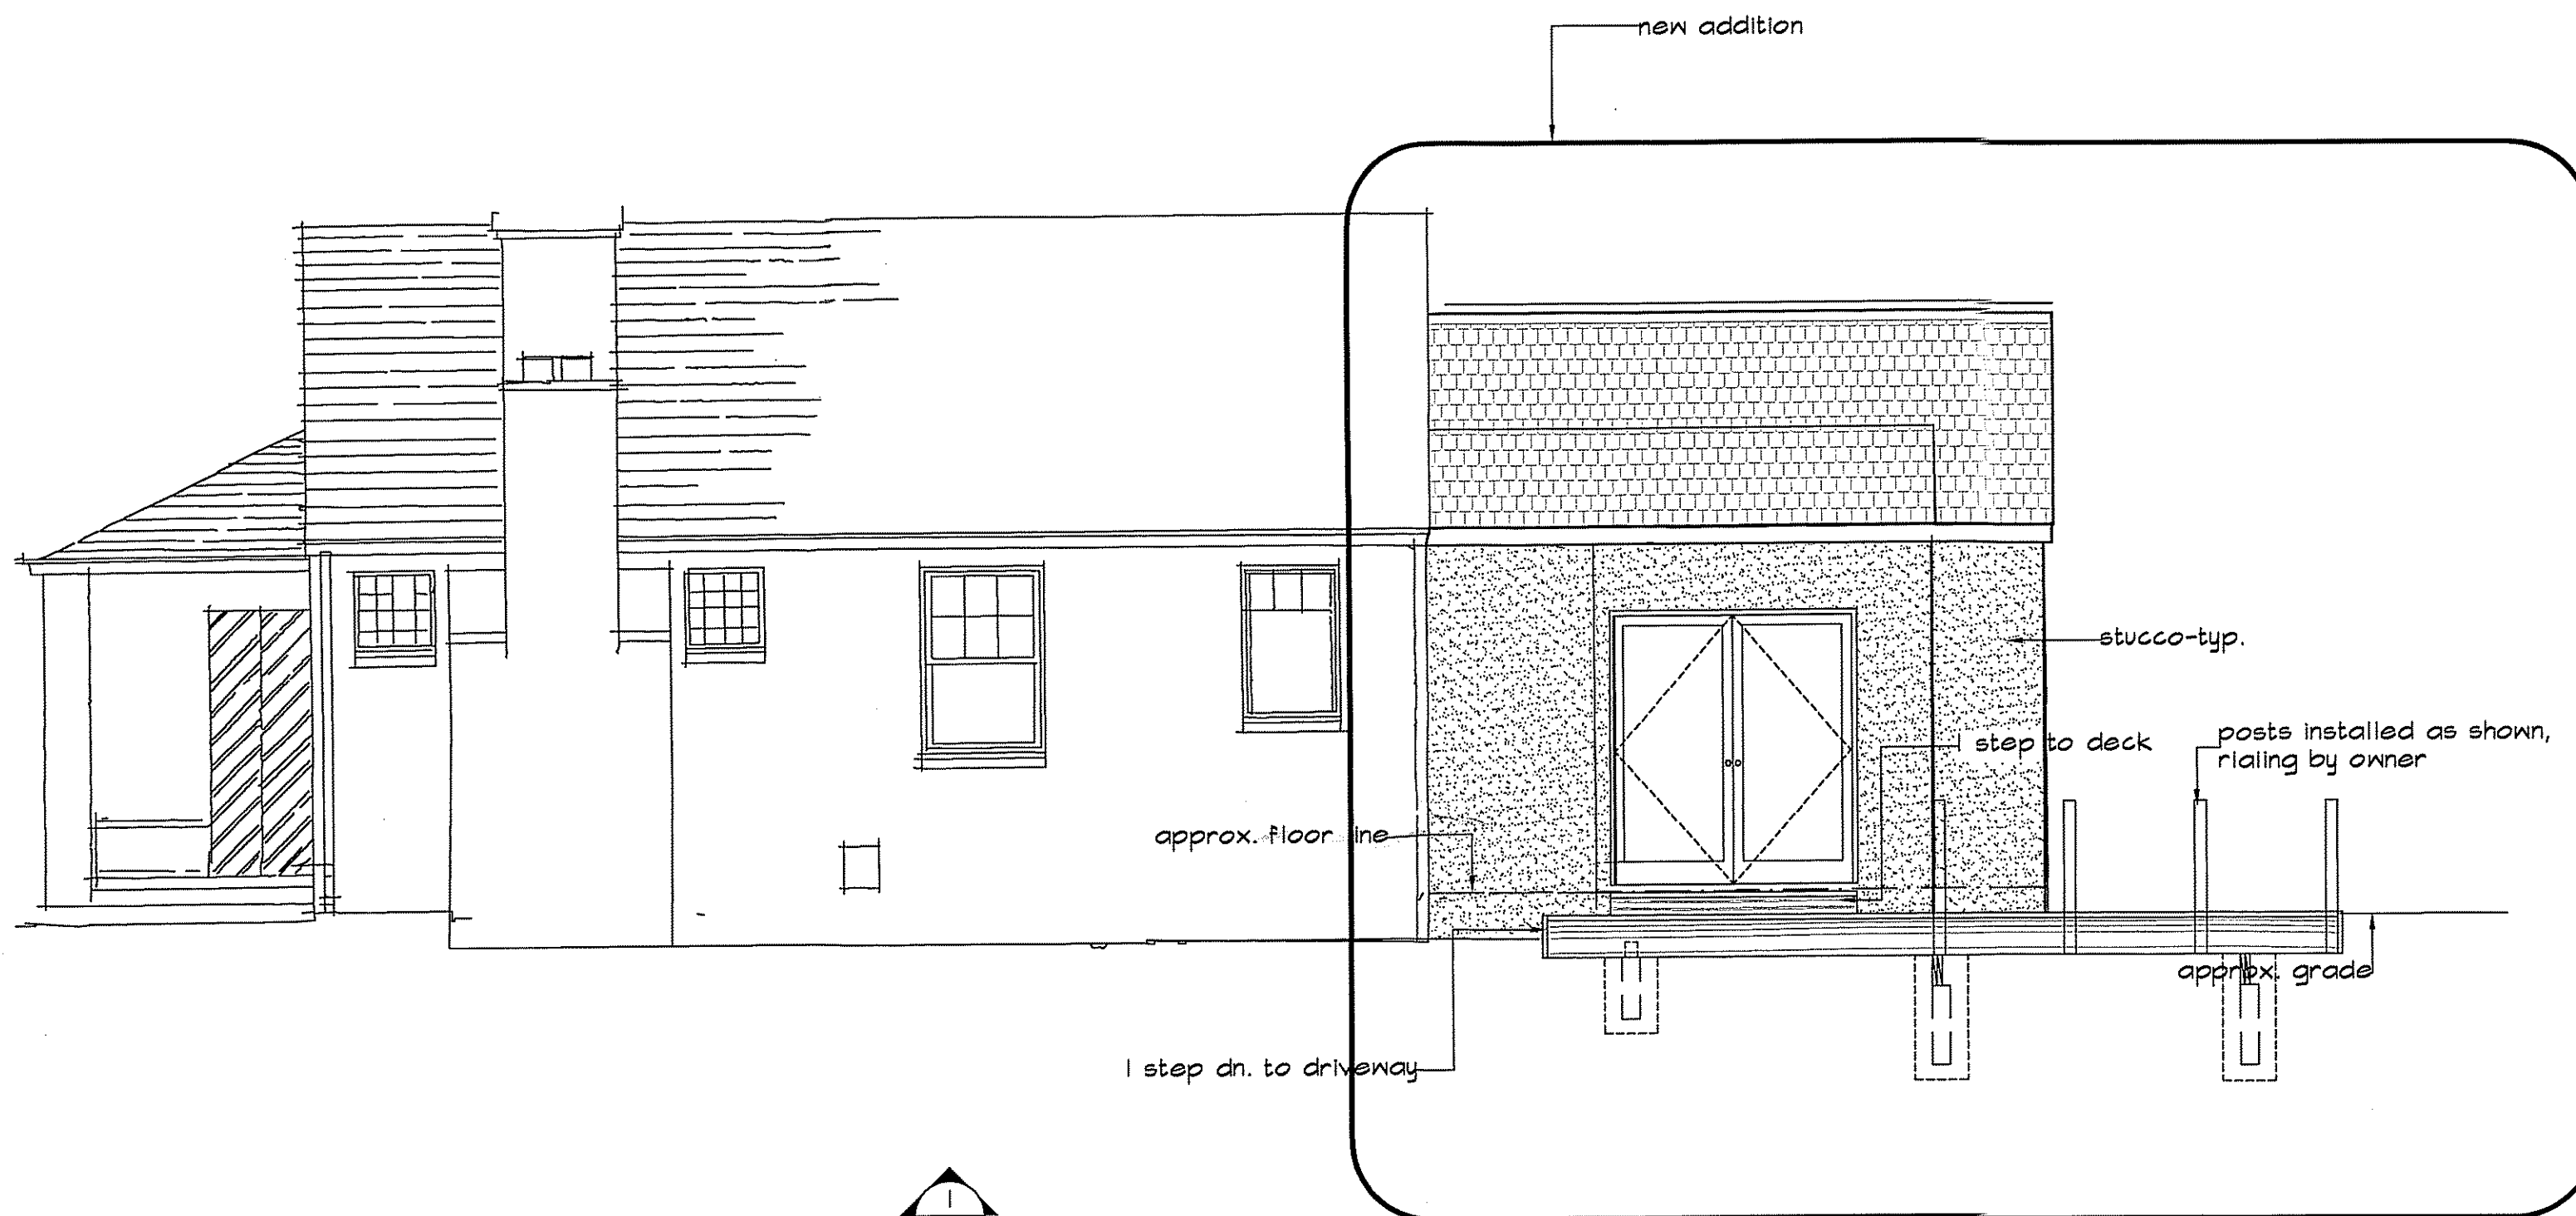 new addition
stucco-typ.
1 step to deck
posts installed as shown,
rialing by owner
approx. floor line
approx. grade
1 step dn. to driveway
1